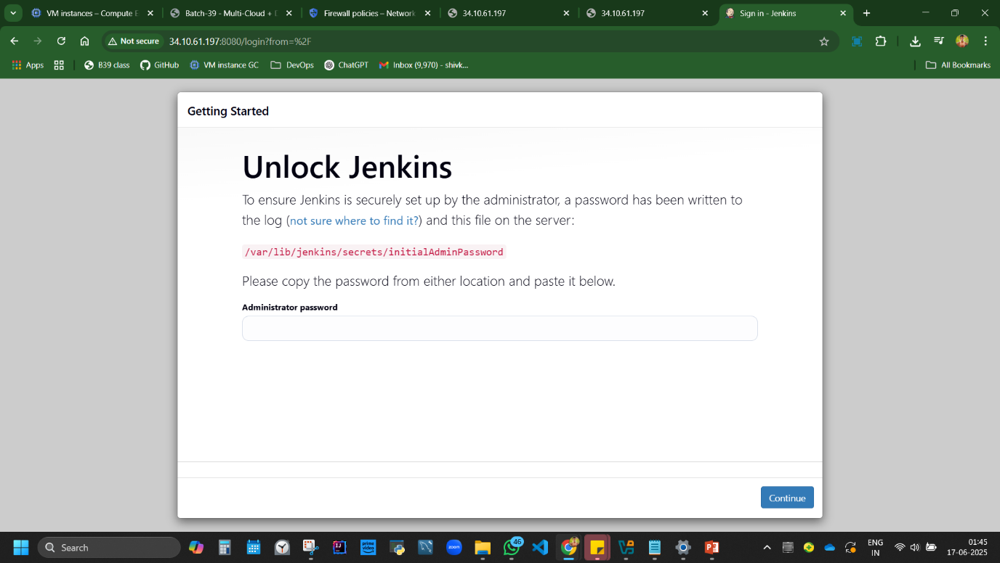 VM instances – Compute E
Batch-39 - Multi-Cloud + D
Firewall policies – Network
34.10.61.197
34.10.61.197
Sign in - Jenkins
Not secure
34.10.61.197:8080/login?from=%2F
Apps
B39 class
GitHub
VM instance GC
DevOps
ChatGPT
Inbox (9,970) - shivk...
All Bookmarks
Getting Started
Unlock Jenkins
To ensure Jenkins is securely set up by the administrator, a password has been written to
the log (not sure where to find it?) and this file on the server:
/var/lib/jenkins/secrets/initialAdminPassword
Please copy the password from either location and paste it below.
Administrator password
Continue
Search
prime video
zoom
46
ENG
IN
01:45
17-06-2025